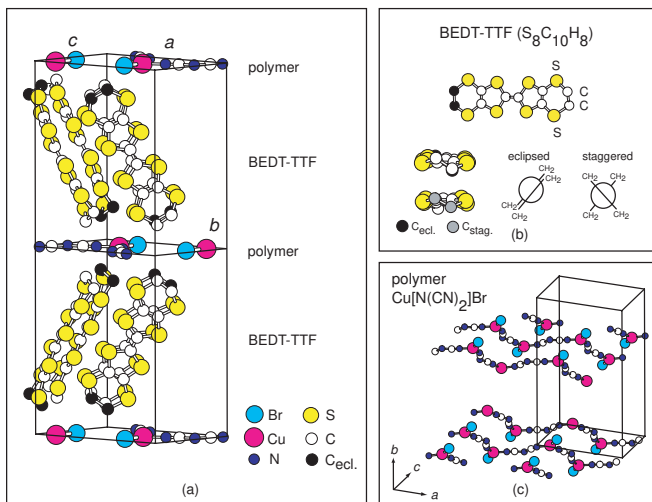 c
a
polymer
BEDT-TTF
b
polymer
BEDT-TTF
Br
S
Cu
C
N
Cecl.
(a)
BEDT-TTF (S8C10H8)
S
C
C
S
eclipsed
staggered
CH2
CH2
CH2
CH2
CH2
CH2
CH2
CH2
Cecl.
Cstag.
(b)
polymer
Cu[N(CN)2]Br
b
c
a
(c)